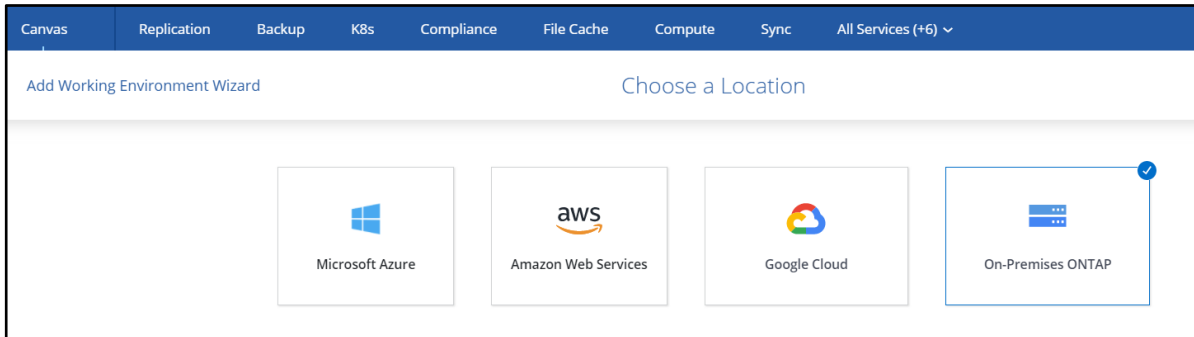 Canvas Replication Backup K8s Compliance File Cache Compute Sync All Services (+6)
Add Working Environment Wizard Choose a Location
aws
Microsoft Azure Amazon Web Services Google Cloud On-Premises ONTAP